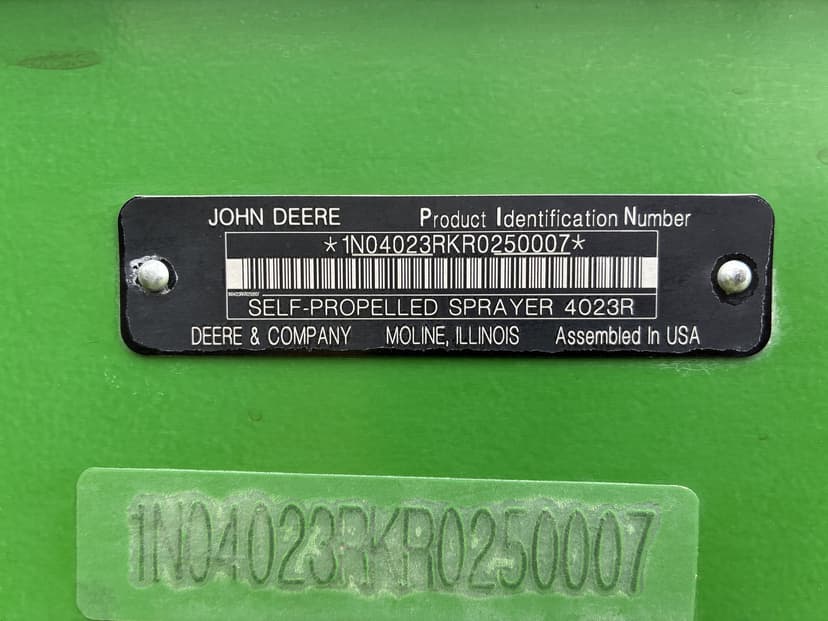 JOHN DEERE Product Identification Number
*1N04023RKR0250007*
SELF-PROPELLED SPRAYER 4023R
DEERE & COMPANY MOLINE, ILLINOIS Assembled In USA
1N04023RKR0250007